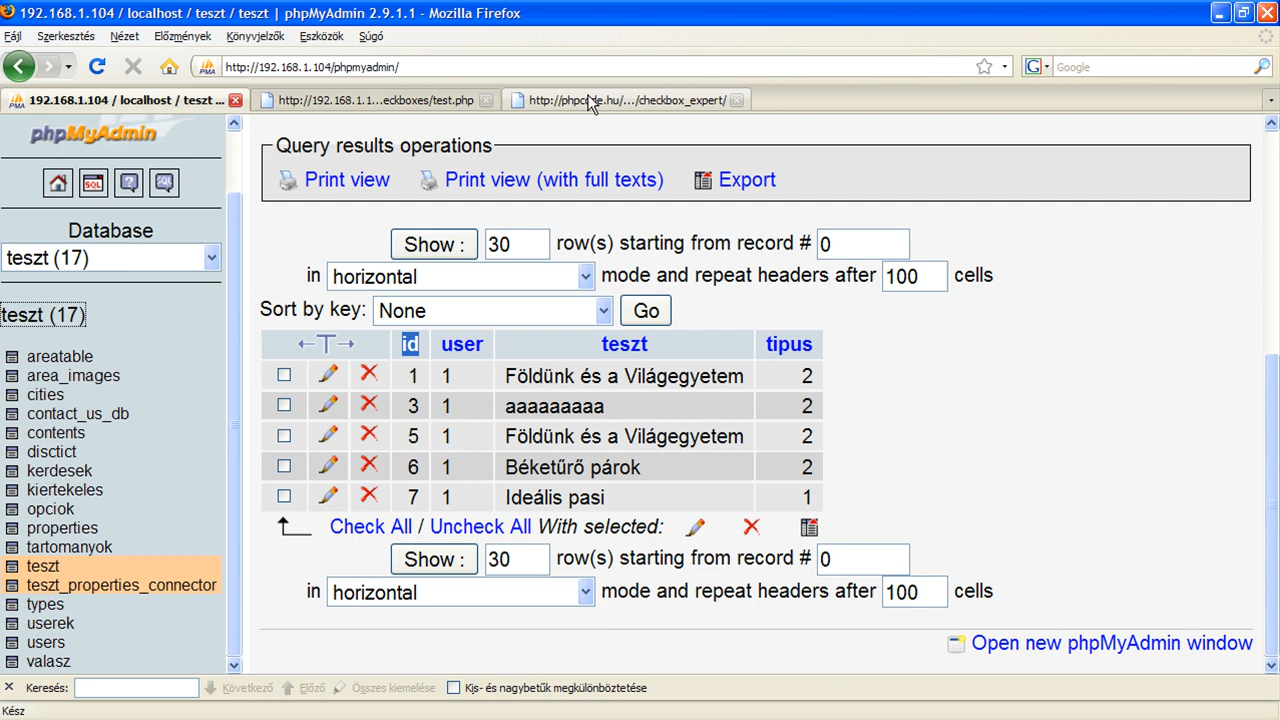 192.168.1.104 / localhost / teszt / teszt | phpMyAdmin 2.9.1.1 - Mozilla Firefox
Fájl Szerkesztés Nézet Előzmények Könyvjelzők Eszközök Súgó
http://192.168.1.104/phpmyadmin/ Google
192.168.1.104 / localhost / teszt ... http://192.168.1.1...eckboxes/test.php http://phpcode.hu/.../checkbox_expert/
phpMyAdmin
Database
teszt (17)
teszt (17)
areatable
area_images
cities
contact_us_db
contents
disctict
kerdesek
kiertekeles
opciok
properties
tartomanyok
teszt
teszt_properties_connector
types
userek
users
valasz
Query results operations
Print view Print view (with full texts) Export
Show : 30 row(s) starting from record # 0
in horizontal mode and repeat headers after 100 cells
Sort by key: None Go
←T→ id user teszt tipus
1 1 Földünk és a Világegyetem 2
3 1 aaaaaaaaa 2
5 1 Földünk és a Világegyetem 2
6 1 Béketűrő párok 2
7 1 Ideális pasi 1
Check All / Uncheck All With selected:
Show : 30 row(s) starting from record # 0
in horizontal mode and repeat headers after 100 cells
Open new phpMyAdmin window
Keresés: Következő Előző Összes kiemelése Kis- és nagybetűk megkülönböztetése
Kész